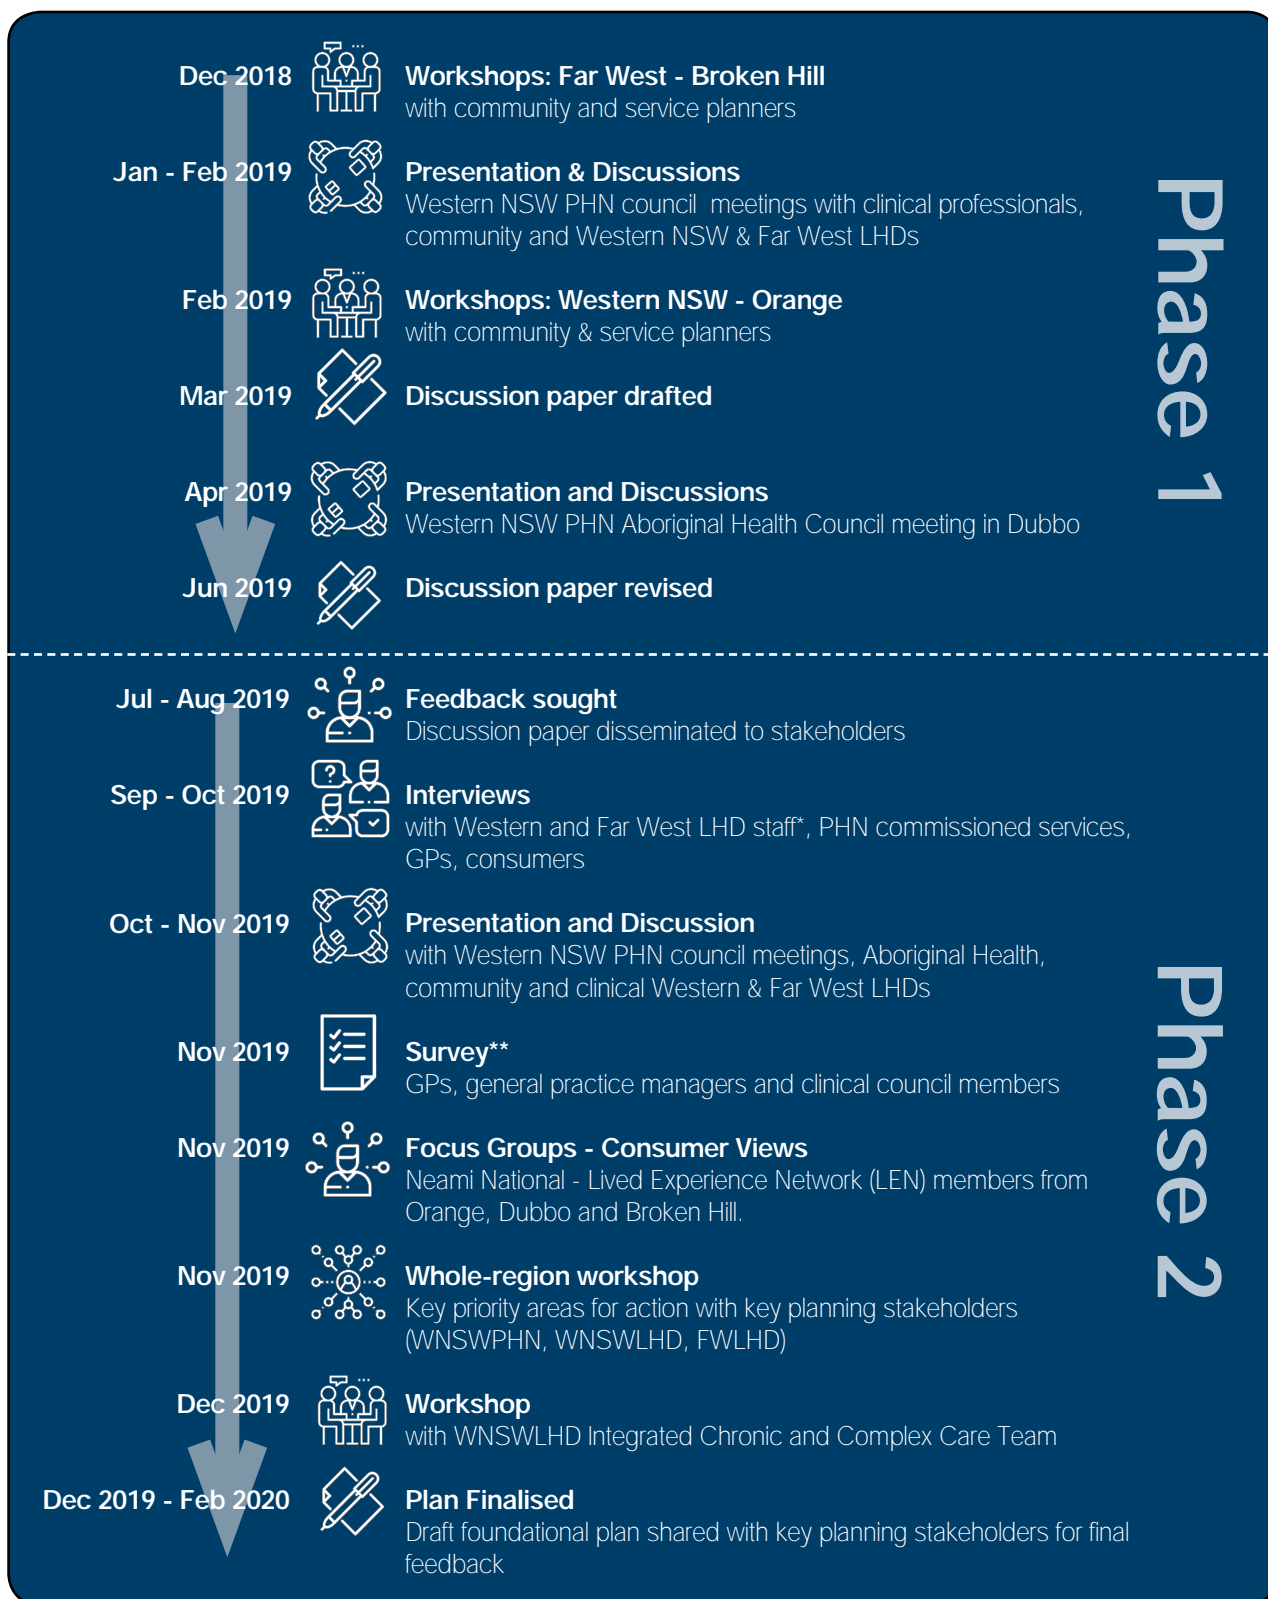 Dec 2018
Workshops: Far West - Broken Hill
with community and service planners
Jan - Feb 2019
Presentation & Discussions
Western NSW PHN council meetings with clinical professionals,
community and Western NSW & Far West LHDs
Feb 2019
Workshops: Western NSW - Orange
with community & service planners
Mar 2019
Discussion paper drafted
Apr 2019
Presentation and Discussions
Western NSW PHN Aboriginal Health Council meeting in Dubbo
Jun 2019
Discussion paper revised
Phase 1
Jul - Aug 2019
Feedback sought
Discussion paper disseminated to stakeholders
Sep - Oct 2019
Interviews
with Western and Far West LHD staff*, PHN commissioned services,
GPs, consumers
Oct - Nov 2019
Presentation and Discussion
with Western NSW PHN council meetings, Aboriginal Health,
community and clinical Western & Far West LHDs
Nov 2019
Survey**
GPs, general practice managers and clinical council members
Nov 2019
Focus Groups - Consumer Views
Neami National - Lived Experience Network (LEN) members from
Orange, Dubbo and Broken Hill.
Nov 2019
Whole-region workshop
Key priority areas for action with key planning stakeholders
(WNSWPHN, WNSWLHD, FWLHD)
Dec 2019
Workshop
with WNSWLHD Integrated Chronic and Complex Care Team
Dec 2019 - Feb 2020
Plan Finalised
Draft foundational plan shared with key planning stakeholders for final
feedback
Phase 2